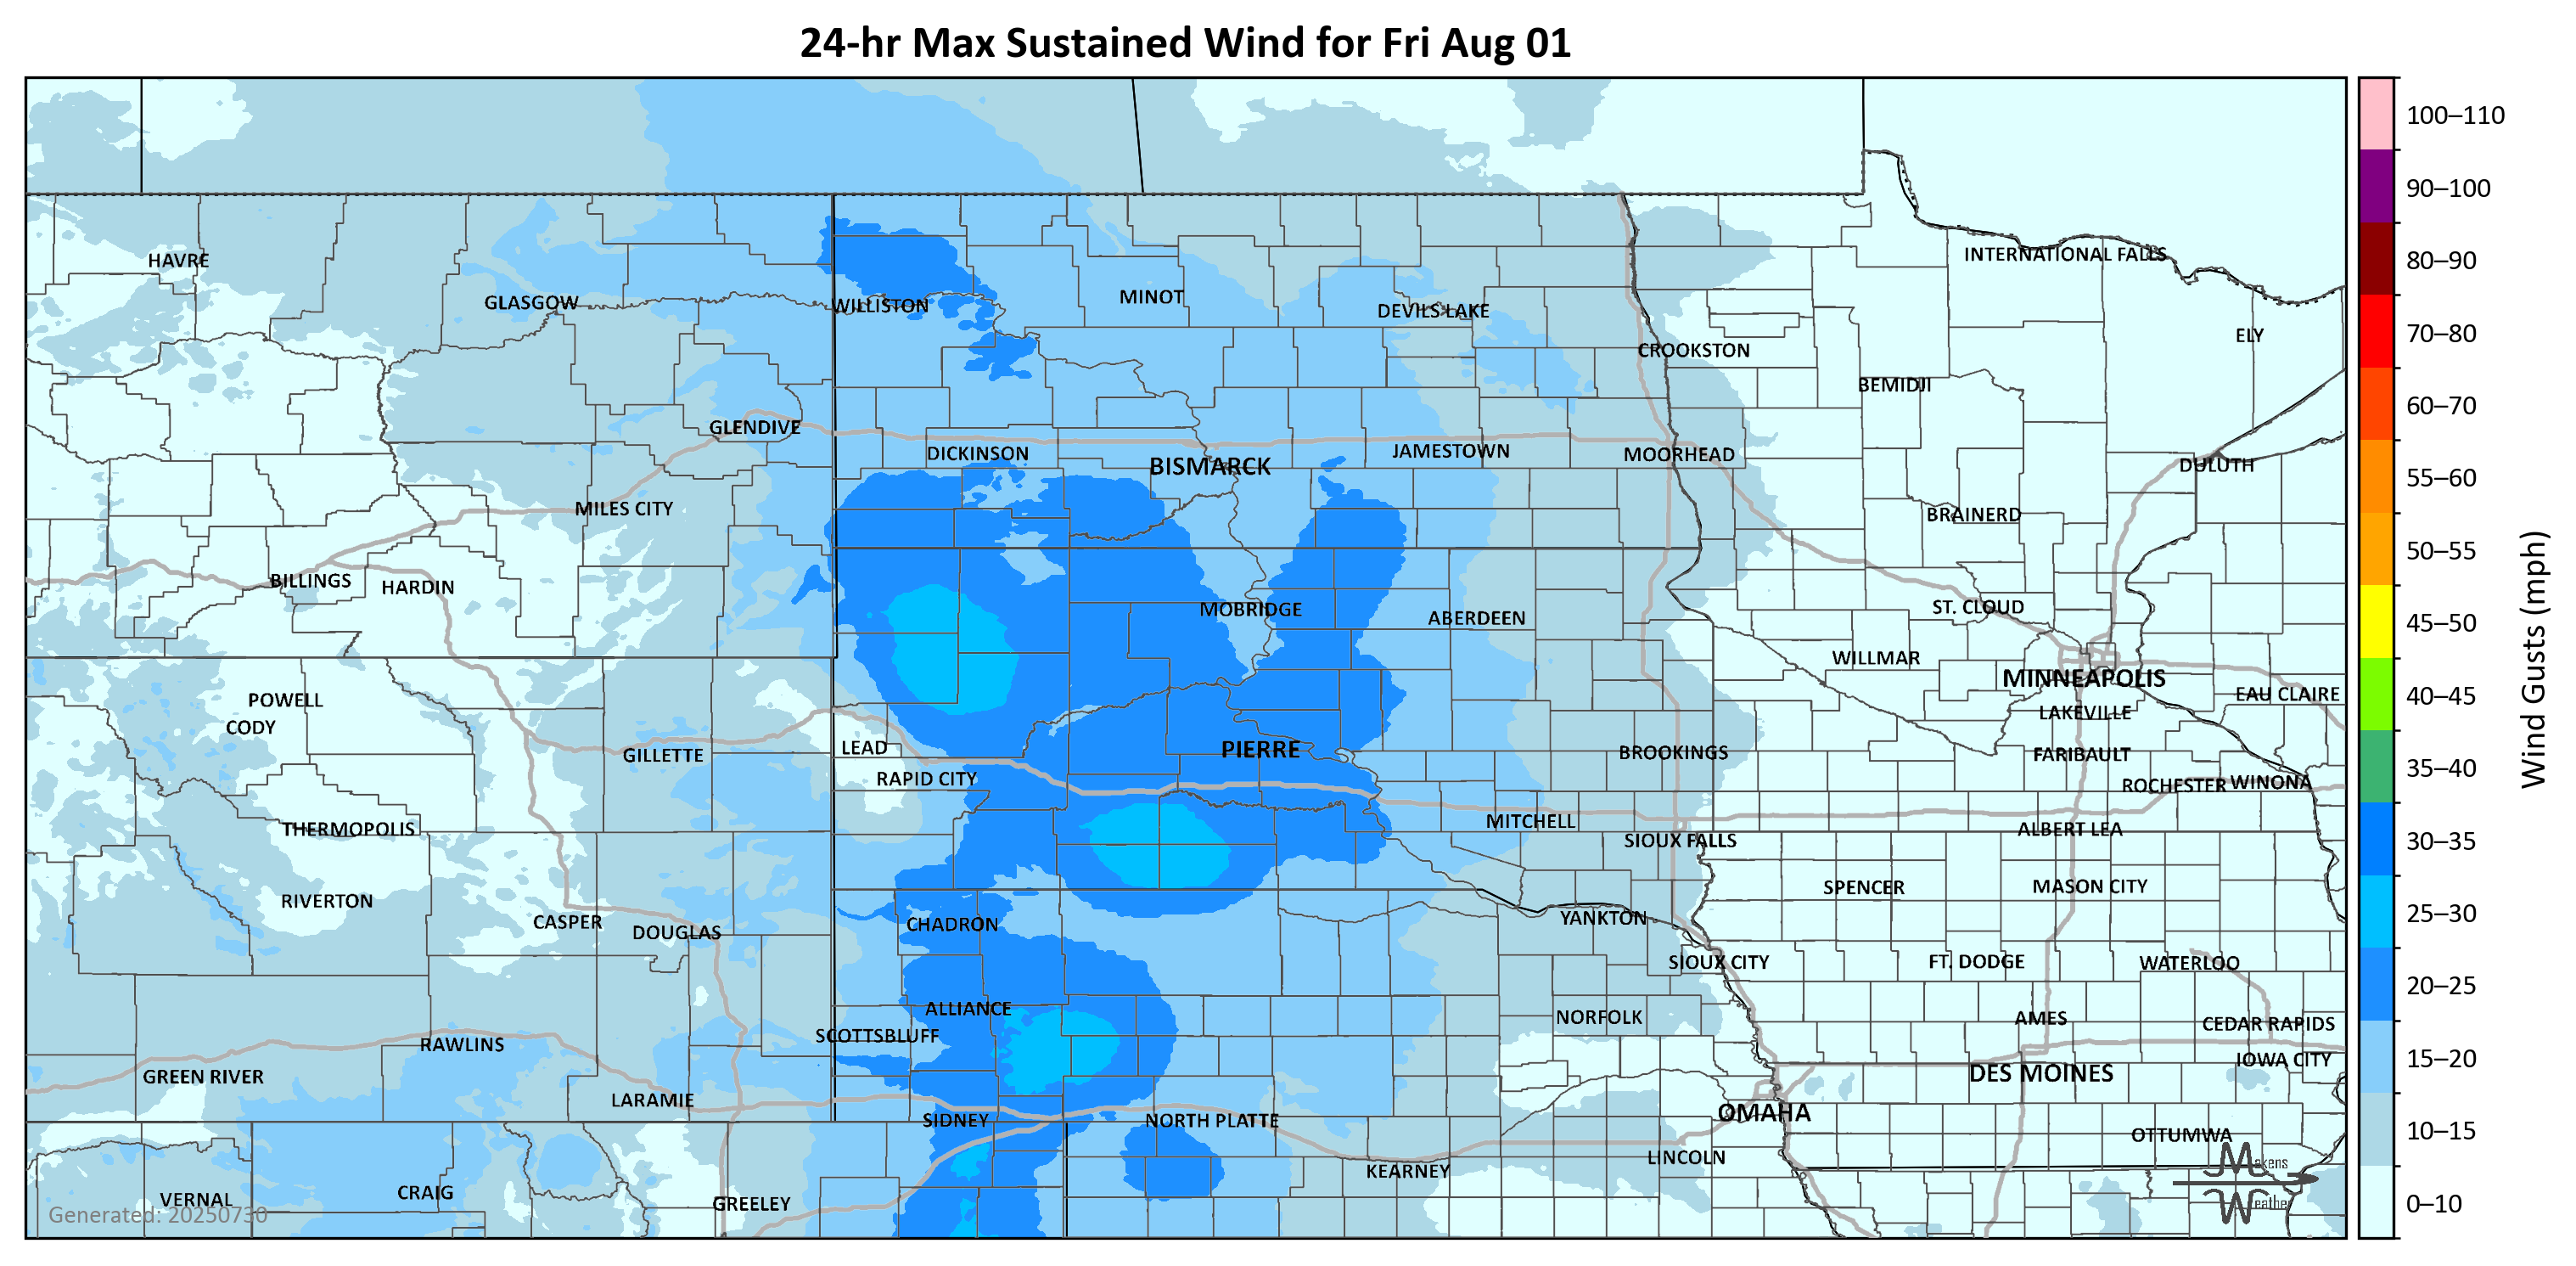 24-hr Max Sustained Wind for Fri Aug 01
100–110
90–100
80–90
70–80
60–70
55–60
50–55
45–50
40–45
35–40
30–35
25–30
20–25
15–20
10–15
0–10
Wind Gusts (mph)
HAVRE
INTERNATIONAL FALLS
GLASGOW
WILLISTON
MINOT
DEVILS LAKE
ELY
CROOKSTON
BEMIDJI
GLENDIVE
DICKINSON
BISMARCK
JAMESTOWN
MOORHEAD
DULUTH
MILES CITY
BRAINERD
BILLINGS
HARDIN
MOBRIDGE
ABERDEEN
ST. CLOUD
WILLMAR
MINNEAPOLIS
EAU CLAIRE
POWELL
CODY
LAKEVILLE
GILLETTE
LEAD
PIERRE
BROOKINGS
FARIBAULT
RAPID CITY
ROCHESTER
WINONA
THERMOPOLIS
MITCHELL
ALBERT LEA
SIOUX FALLS
RIVERTON
SPENCER
MASON CITY
CASPER
DOUGLAS
CHADRON
YANKTON
SIOUX CITY
FT. DODGE
WATERLOO
ALLIANCE
NORFOLK
AMES
CEDAR RAPIDS
SCOTTSBLUFF
RAWLINS
IOWA CITY
GREEN RIVER
DES MOINES
LARAMIE
OMAHA
SIDNEY
NORTH PLATTE
OTTUMWA
KEARNEY
LINCOLN
VERNAL
CRAIG
GREELEY
Generated: 20250730
Makens
Weather